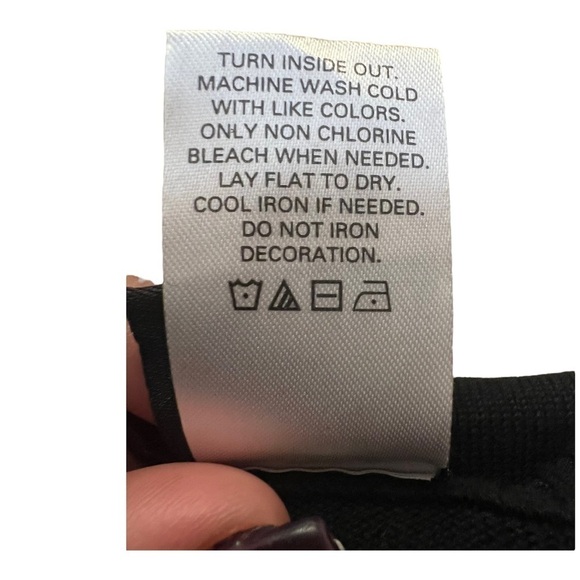 TURN INSIDE OUT.
MACHINE WASH COLD
WITH LIKE COLORS.
ONLY NON CHLORINE
BLEACH WHEN NEEDED.
LAY FLAT TO DRY.
COOL IRON IF NEEDED.
DO NOT IRON
DECORATION.